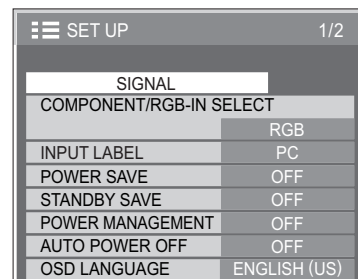 SET UP 1/2
SIGNAL
COMPONENT/RGB-IN SELECT
RGB
INPUT LABEL PC
POWER SAVE OFF
STANDBY SAVE OFF
POWER MANAGEMENT OFF
AUTO POWER OFF OFF
OSD LANGUAGE ENGLISH (US)